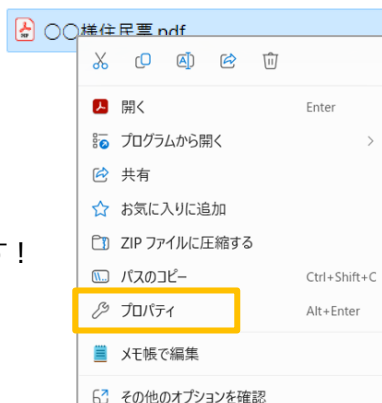 〇〇様住民票.pdf
開く Enter
プログラムから開く
共有
お気に入りに追加
ZIP ファイルに圧縮する
パスのコピー Ctrl+Shift+C
す！
プロパティ Alt+Enter
メモ帳で編集
その他のオプションを確認